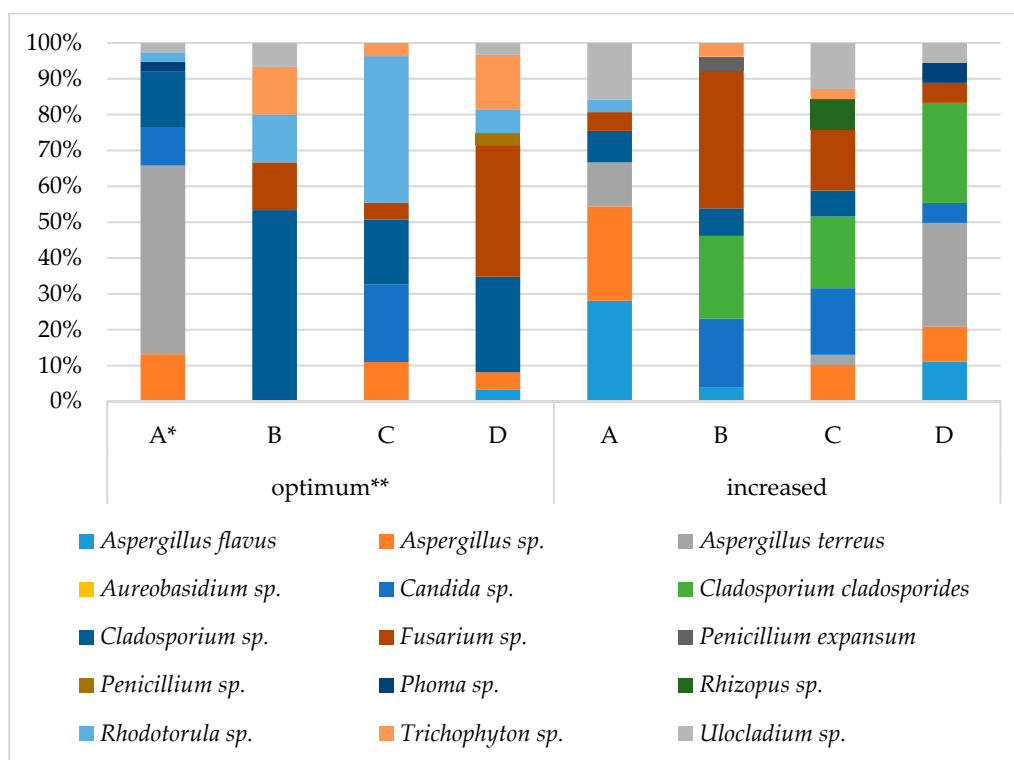 100%
90%
80%
70%
60%
50%
40%
30%
20%
10%
0%
A* B C D A B C D
optimum** increased
Aspergillus flavus Aspergillus sp. Aspergillus terreus
Aureobasidium sp. Candida sp. Cladosporium cladosporides
Cladosporium sp. Fusarium sp. Penicillium expansum
Penicillium sp. Phoma sp. Rhizopus sp.
Rhodotorula sp. Trichophyton sp. Ulocladium sp.